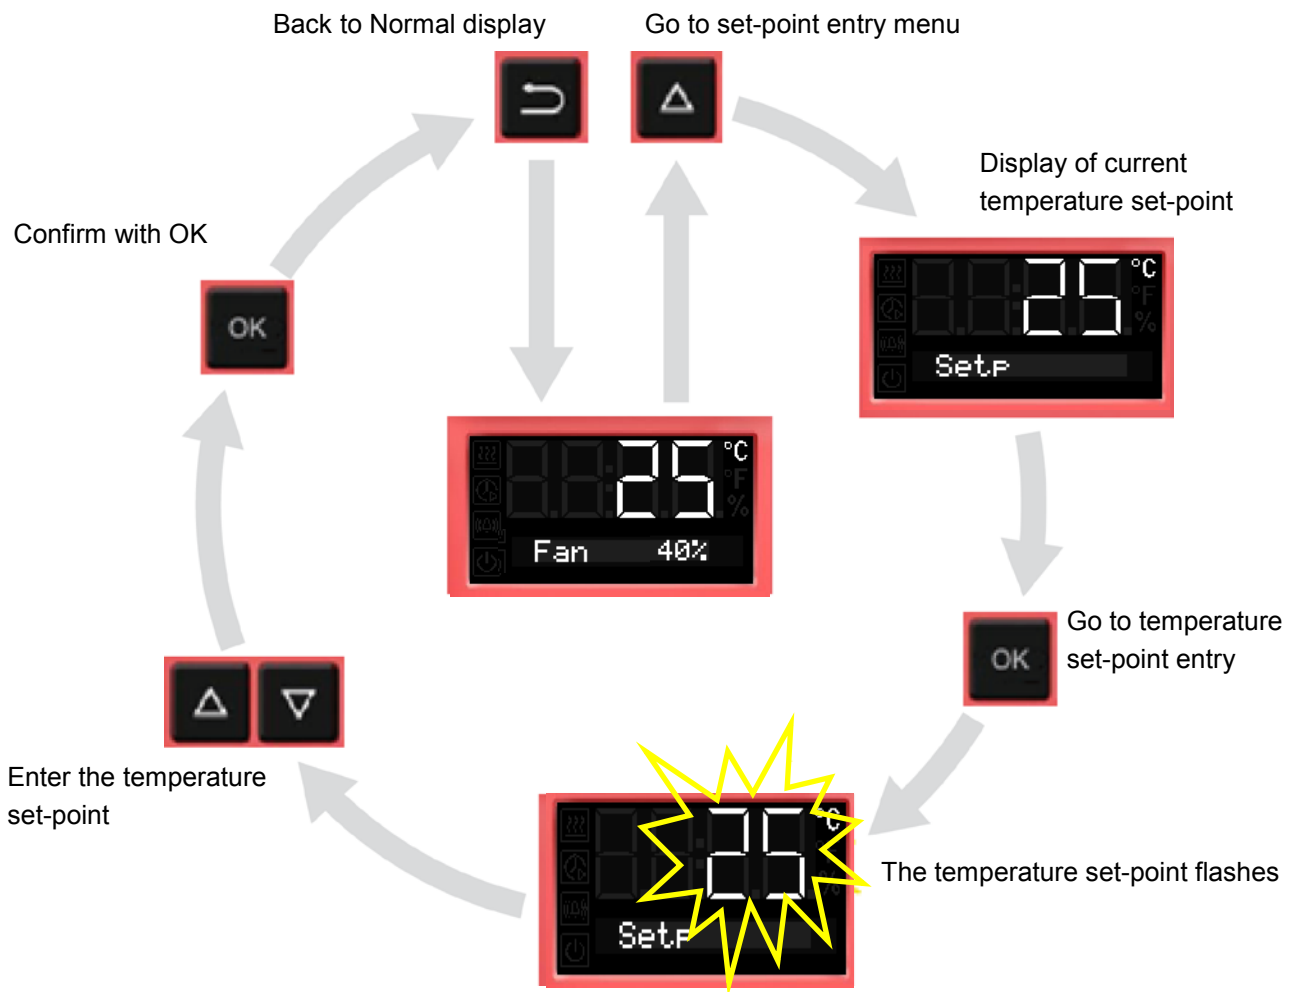 Back to Normal display
Go to set-point entry menu
Display of current
temperature set-point
25 °C
°F
%
Setp
Confirm with OK
OK
25 °C
°F
%
Fan 40%
Go to temperature
set-point entry
OK
Enter the temperature
set-point
25 °C
%
Setp
The temperature set-point flashes